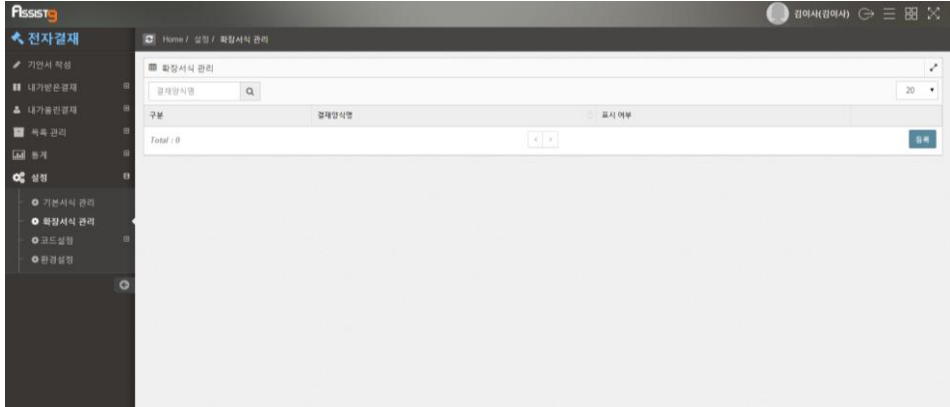 Assist9
김이사(김이사)
전자결재
Home / 설정 / 확장서식 관리
기안서 작성
확장서식 관리
내가받은결재
결재양식명
20
내가올린결재
구분
결재양식명
표시 여부
목록 관리
Total : 0
등록
통계
설정
기본서식 관리
확장서식 관리
코드설정
환경설정